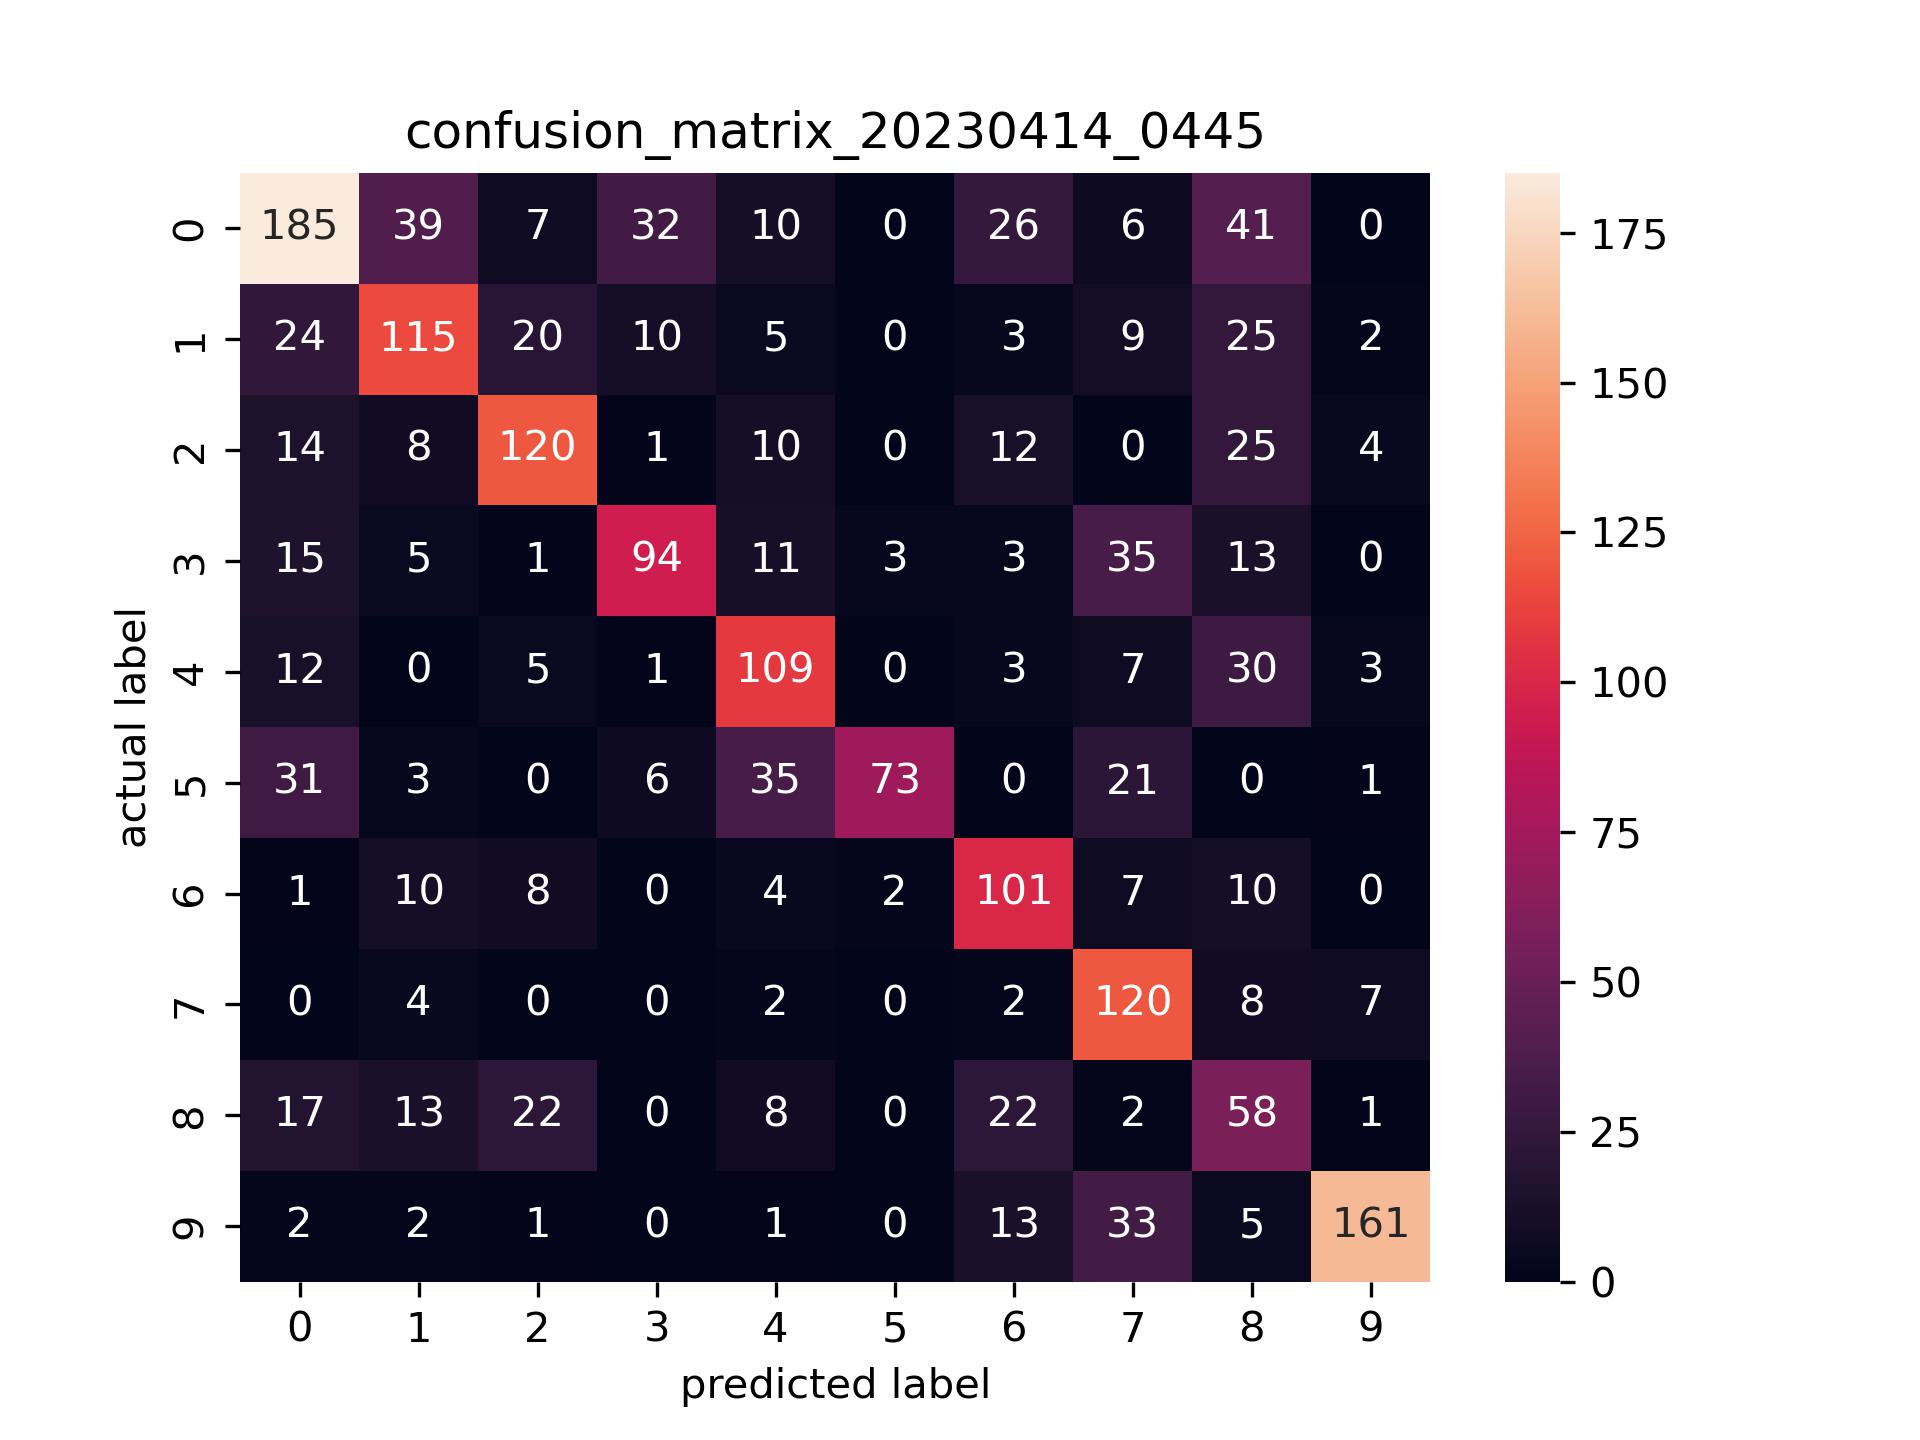 confusion_matrix_20230414_0445
0 185 39 7 32 10 0 26 6 41 0
1 24 115 20 10 5 0 3 9 25 2
2 14 8 120 1 10 0 12 0 25 4
3 15 5 1 94 11 3 3 35 13 0
4 12 0 5 1 109 0 3 7 30 3
5 31 3 0 6 35 73 0 21 0 1
6 1 10 8 0 4 2 101 7 10 0
7 0 4 0 0 2 0 2 120 8 7
8 17 13 22 0 8 0 22 2 58 1
9 2 2 1 0 1 0 13 33 5 161
0 1 2 3 4 5 6 7 8 9
predicted label
actual label
175
150
125
100
75
50
25
0